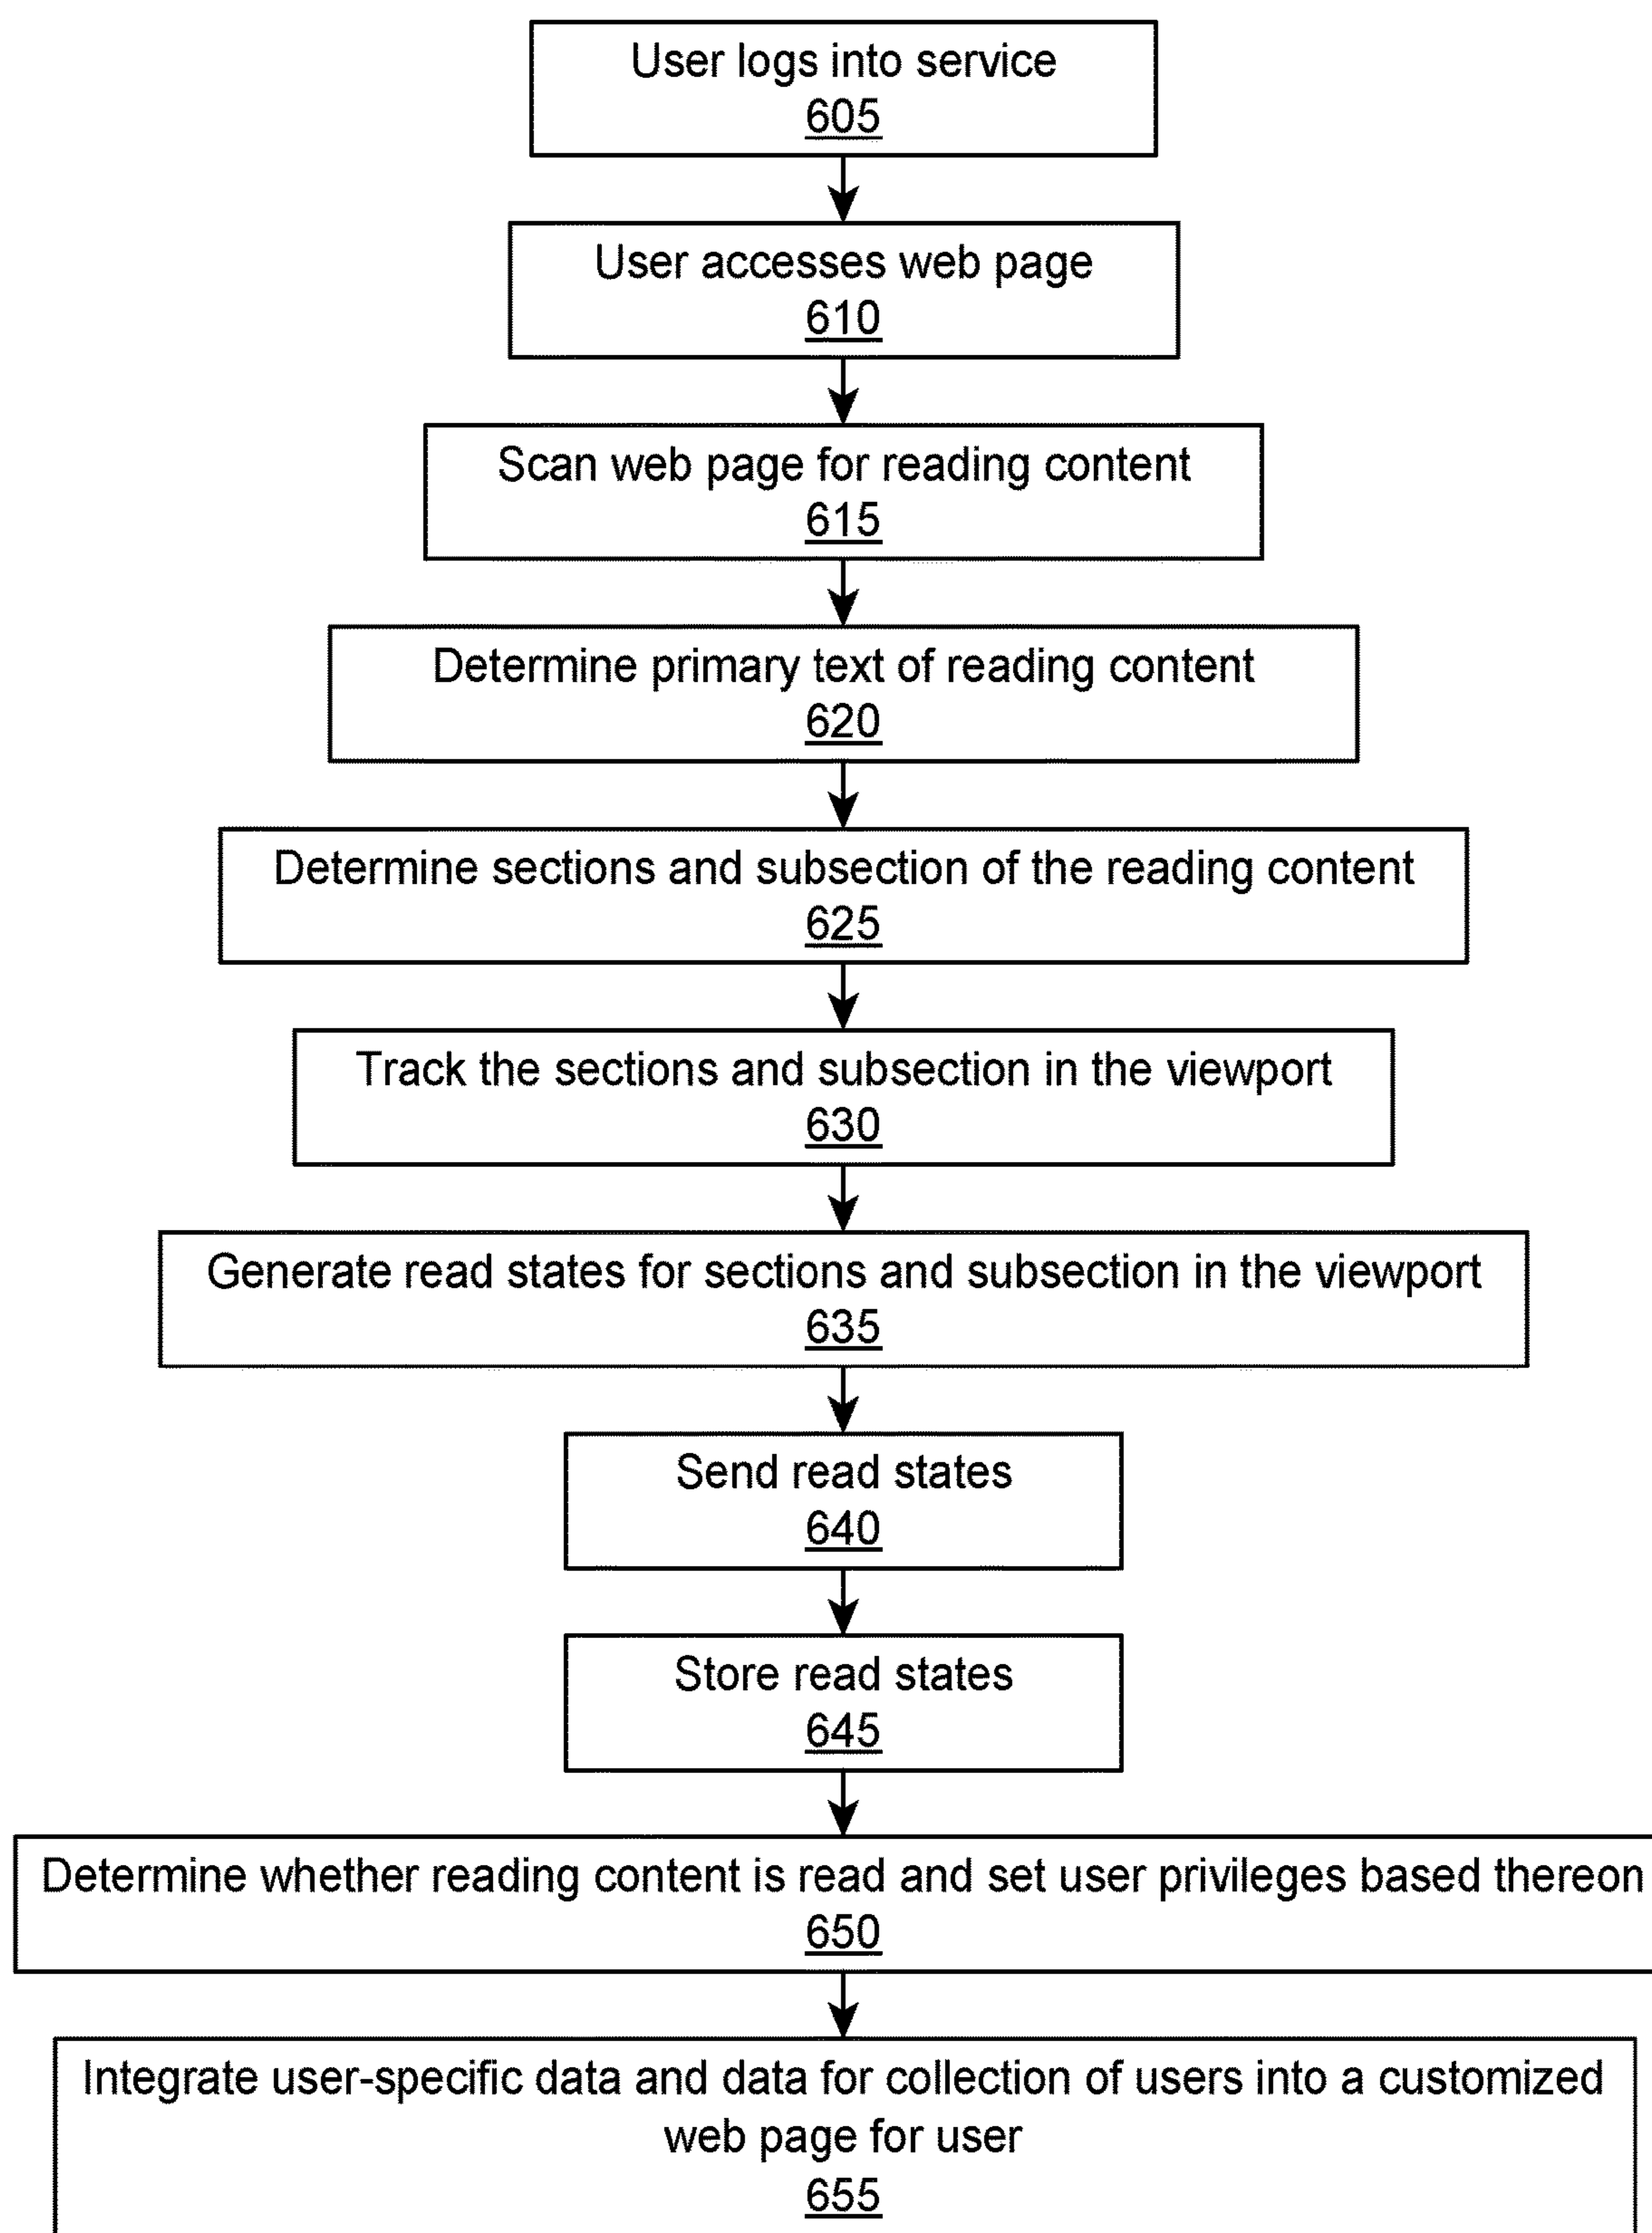 User logs into service
605
User accesses web page
610
Scan web page for reading content
615
Determine primary text of reading content
620
Determine sections and subsection of the reading content
625
Track the sections and subsection in the viewport
630
Generate read states for sections and subsection in the viewport
635
Send read states
640
Store read states
645
Determine whether reading content is read and set user privileges based thereon
650
Integrate user-specific data and data for collection of users into a customized
web page for user
655